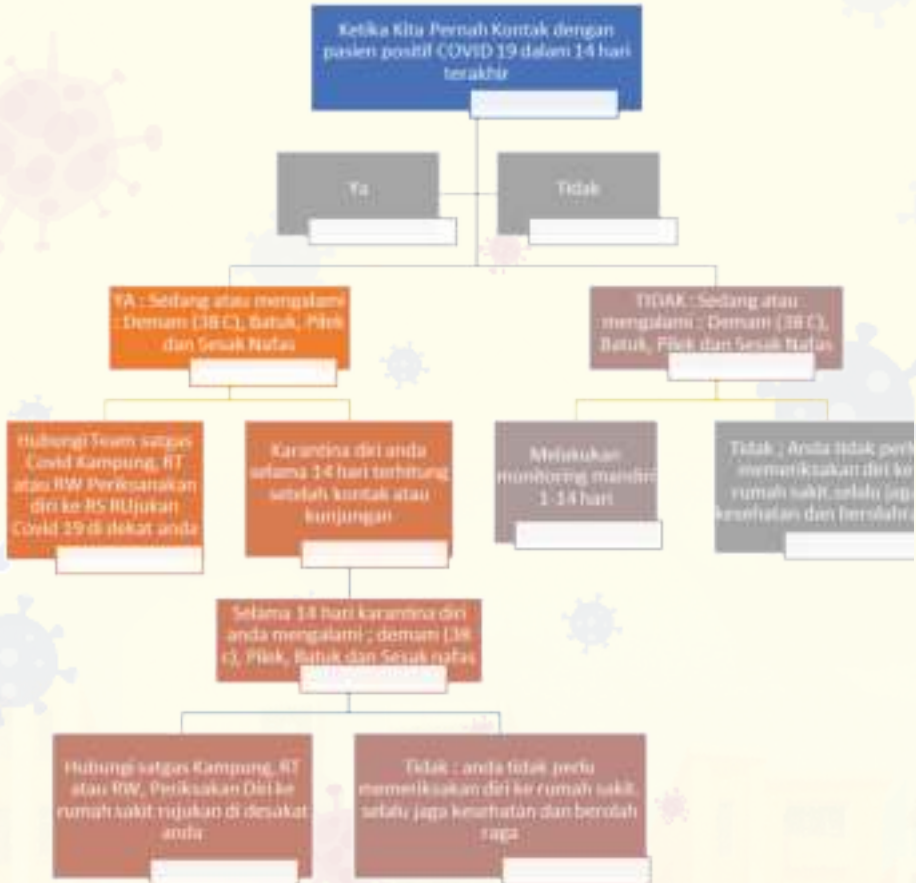 Ketika Kita Pernah Kontak dengan
pasien positif COVID 19 dalam 14 hari
terakhir
Ya
Tidak
YA : Sedang atau mengalami
: Demam (38 C), Batuk, Pilek
dan Sesak Nafas
TIDAK : Sedang atau
mengalami : Demam (38 C),
Batuk, Pilek dan Sesak Nafas
Hubungi Team satgas
Covid Kampung, RT
atau RW Periksanakan
diri ke RS RUjukan
Covid 19 di dekat anda
Karantina diri anda
selama 14 hari terhitung
setelah kontak atau
kunjungan
Melakukan
monitoring mandiri
1-14 hari
Tidak ; Anda tidak
memeriksakan diri ke
rumah sakit, selalu
kesehatan dan
Selama 14 hari karantina diri
anda mengalami ; demam (38
c), Pilek, Batuk dan Sesak nafas
Hubungi satgas Kampung, RT
atau RW, Periksakan Diri ke
rumah sakit rujukan di desakat
anda
Tidak ; anda tidak perlu
memeriksakan diri ke rumah sakit,
selalu jaga kesehatan dan berolah
raga